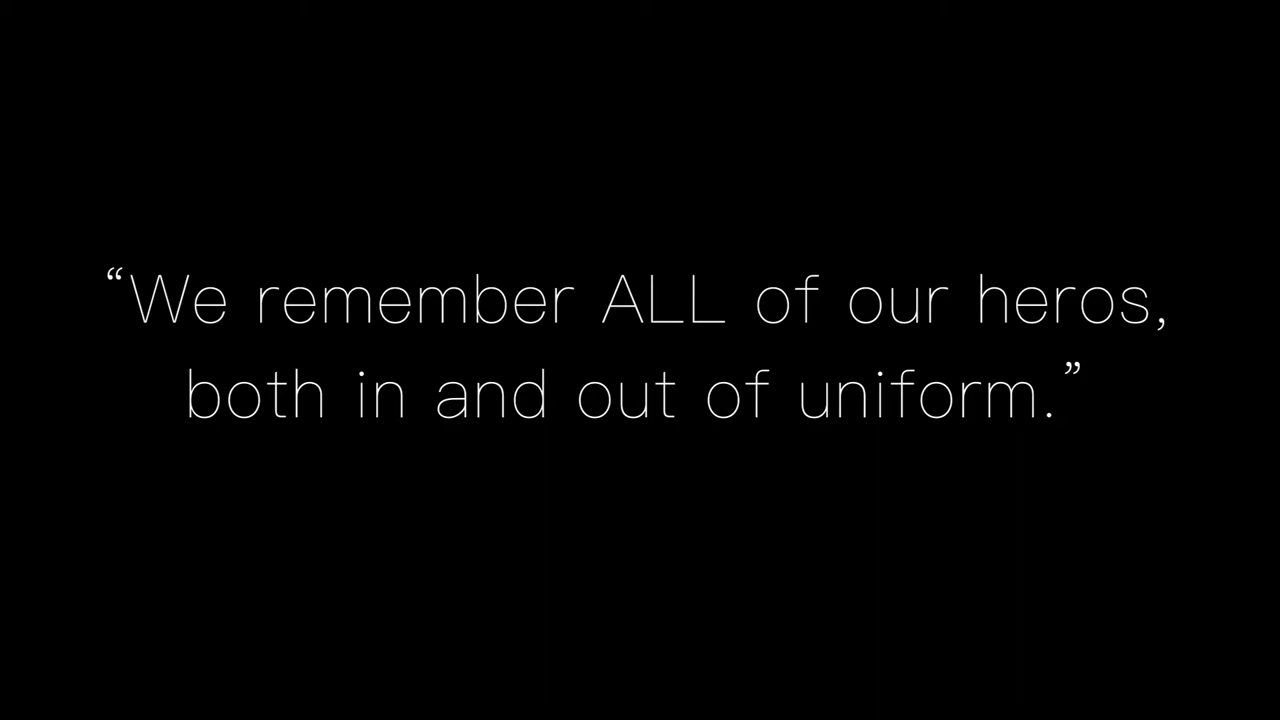 “We remember ALL of our heros,
both in and out of uniform.”